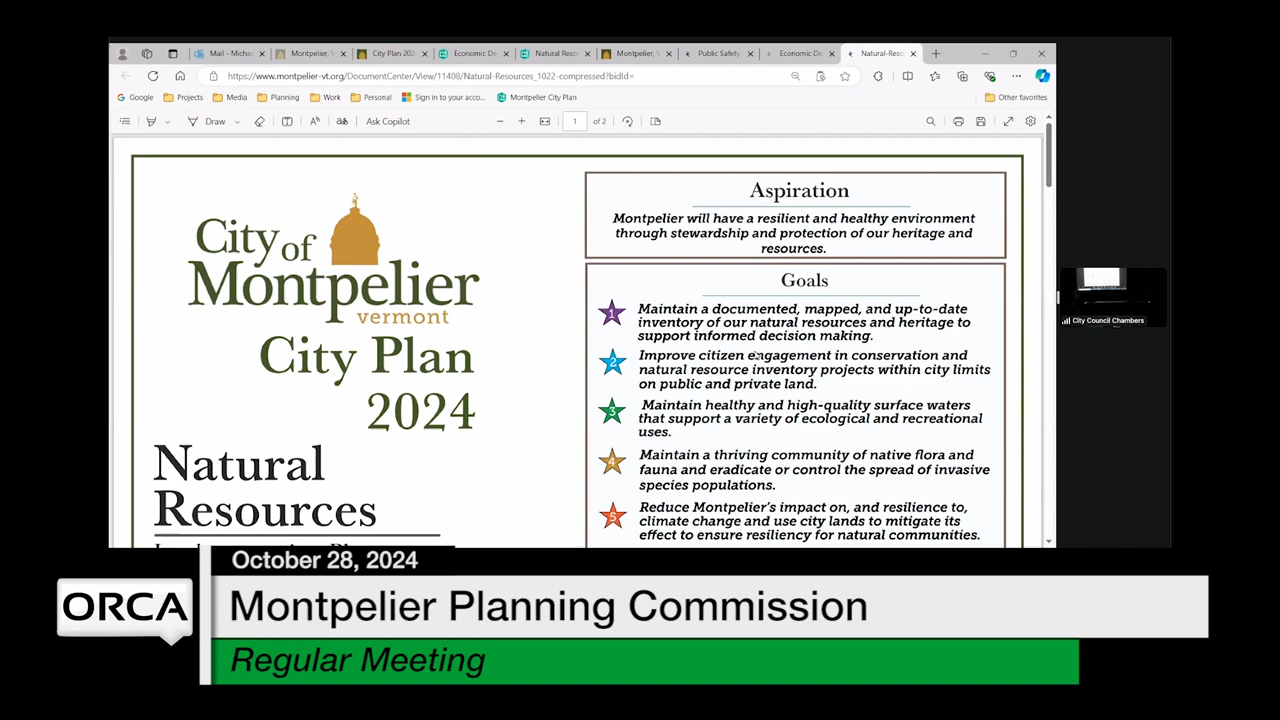 Mail - Micha
Montpelier, V
City Plan 202
Economic De
Natural Reso
Montpelier, V
Public Safety
Economic De
Natural-Reso
https://www.montpelier-vt.org/DocumentCenter/View/11408/Natural-Resources_1022-compressed?bidId=
Google
Projects
Media
Planning
Work
Personal
Sign in to your acco...
Montpelier City Plan
Other favorites
Draw
Ask Copilot
1 of 2
City of
Montpelier
vermont
City Plan
2024
Natural
Resources
Aspiration
Montpelier will have a resilient and healthy environment
through stewardship and protection of our heritage and
resources.
Goals
1 Maintain a documented, mapped, and up-to-date
inventory of our natural resources and heritage to
support informed decision making.
2 Improve citizen engagement in conservation and
natural resource inventory projects within city limits
on public and private land.
3 Maintain healthy and high-quality surface waters
that support a variety of ecological and recreational
uses.
4 Maintain a thriving community of native flora and
fauna and eradicate or control the spread of invasive
species populations.
5 Reduce Montpelier's impact on, and resilience to,
climate change and use city lands to mitigate its
effect to ensure resiliency for natural communities.
City Council Chambers
October 28, 2024
ORCA
Montpelier Planning Commission
Regular Meeting